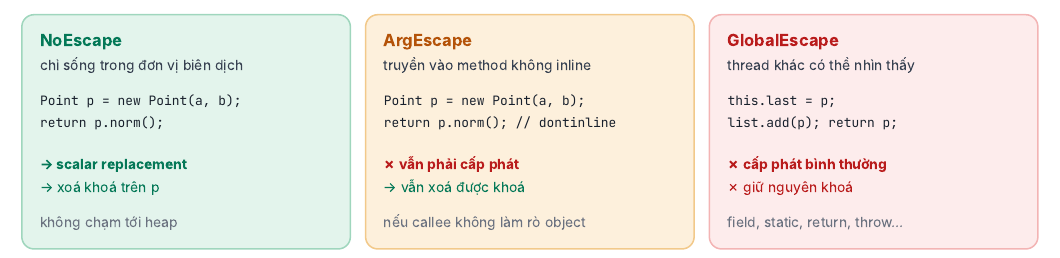 NoEscape
chỉ sống trong đơn vị biên dịch
Point p = new Point(a, b);
return p.norm();
→ scalar replacement
→ xoá khoá trên p
không chạm tới heap
ArgEscape
truyền vào method không inline
Point p = new Point(a, b);
return p.norm(); // dontinline
× vẫn phải cấp phát
→ vẫn xoá được khoá
nếu callee không làm rò object
GlobalEscape
thread khác có thể nhìn thấy
this.last = p;
list.add(p); return p;
× cấp phát bình thường
× giữ nguyên khoá
field, static, return, throw...